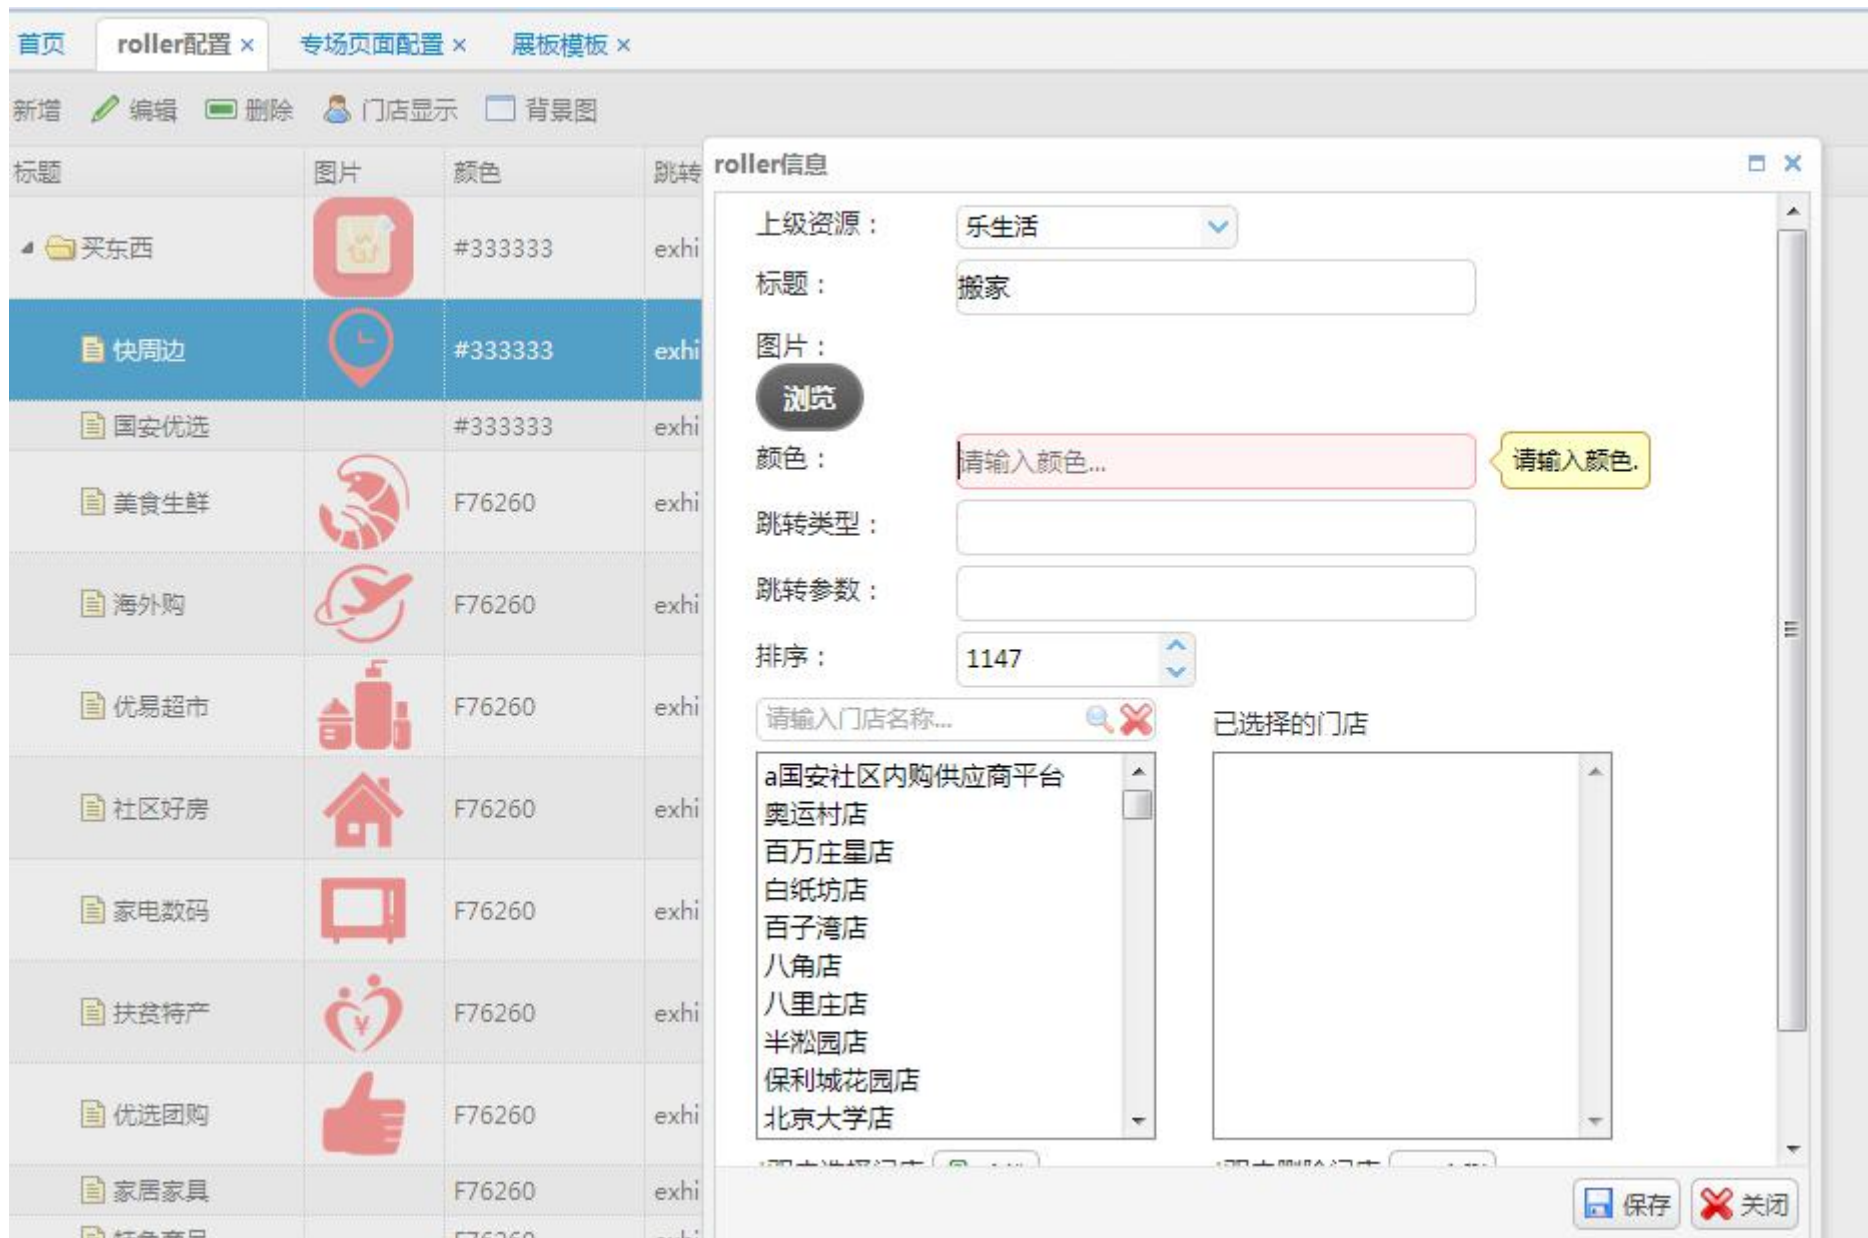 首页 roller配置 × 专场页面配置 × 展板模板 ×
新增 编辑 删除 门店显示 背景图
标题 图片 颜色 跳转
买东西 #333333 exhi
快周边 #333333 exhi
国安优选 #333333 exhi
美食生鲜 F76260 exhi
海外购 F76260 exhi
优易超市 F76260 exhi
社区好房 F76260 exhi
家电数码 F76260 exhi
扶贫特产 ¥ F76260 exhi
优选团购 F76260 exhi
家居家具 F76260 exhi
roller信息
上级资源： 乐生活
标题： 搬家
图片：
浏览
颜色： 请输入颜色... 请输入颜色.
跳转类型：
跳转参数：
排序： 1147
请输入门店名称... 已选择的门店
a国安社区内购供应商平台
奥运村店
百万庄星店
白纸坊店
百子湾店
八角店
八里庄店
半淞园店
保利城花园店
北京大学店
保存 关闭